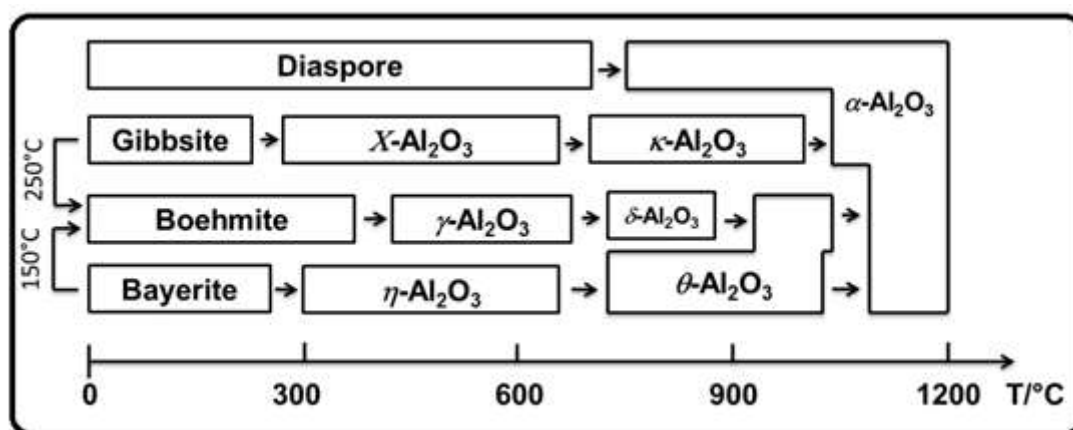 Diaspore
α-Al₂O₃
250°C
Gibbsite
X-Al₂O₃
κ-Al₂O₃
Boehmite
γ-Al₂O₃
δ-Al₂O₃
150°C
Bayerite
η-Al₂O₃
θ-Al₂O₃
0 300 600 900 1200 T/°C